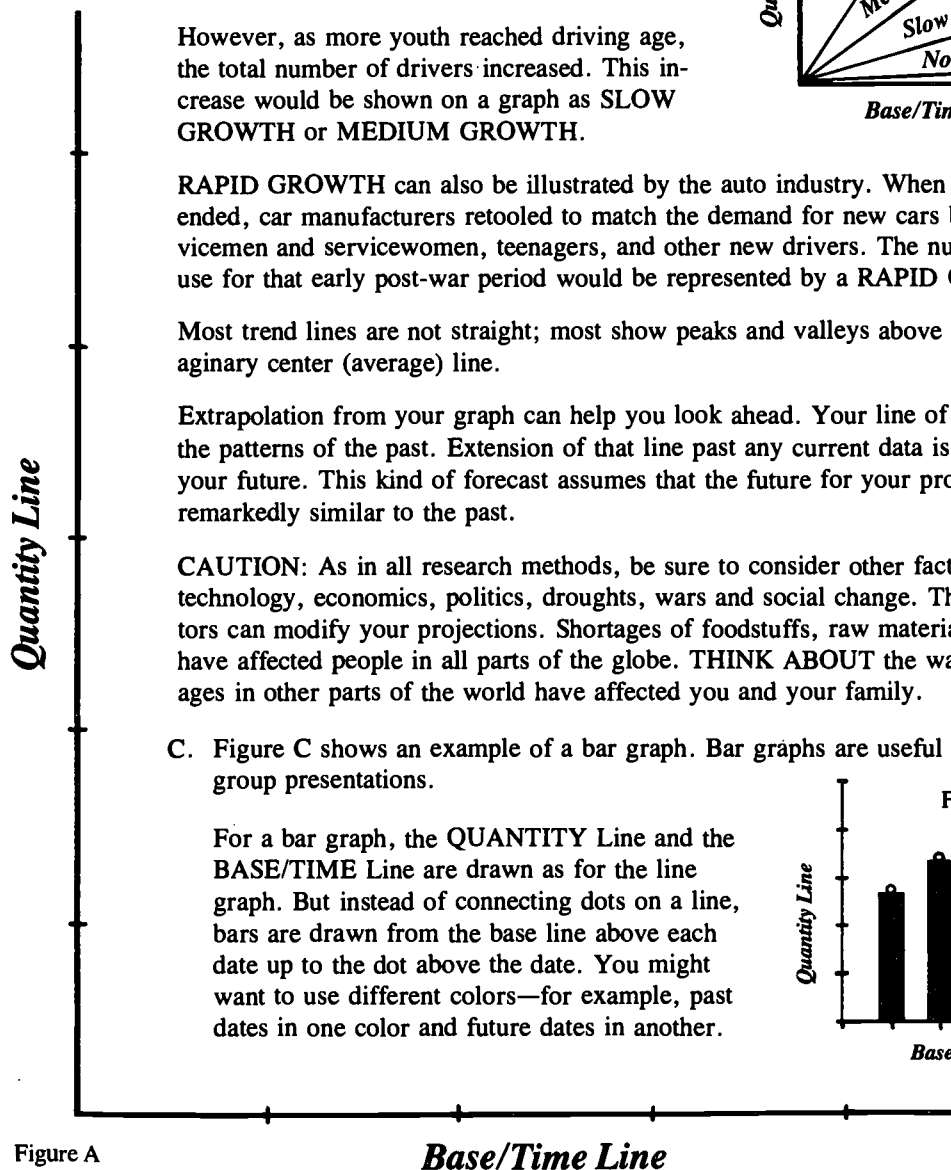 However, as more youth reached driving age,
the total number of drivers increased. This in-
crease would be shown on a graph as SLOW
GROWTH or MEDIUM GROWTH.
Slow
Base/Tim
RAPID GROWTH can also be illustrated by the auto industry. When
ended, car manufacturers retooled to match the demand for new cars
vicemen and servicewomen, teenagers, and other new drivers. The nu
use for that early post-war period would be represented by a RAPID
Most trend lines are not straight; most show peaks and valleys above
aginary center (average) line.
Extrapolation from your graph can help you look ahead. Your line of
the patterns of the past. Extension of that line past any current data is
your future. This kind of forecast assumes that the future for your pro
remarkedly similar to the past.
CAUTION: As in all research methods, be sure to consider other fact
technology, economics, politics, droughts, wars and social change. Th
tors can modify your projections. Shortages of foodstuffs, raw materia
have affected people in all parts of the globe. THINK ABOUT the wa
ages in other parts of the world have affected you and your family.
C. Figure C shows an example of a bar graph. Bar graphs are useful
group presentations.
For a bar graph, the QUANTITY Line and the
BASE/TIME Line are drawn as for the line
graph. But instead of connecting dots on a line,
bars are drawn from the base line above each
date up to the dot above the date. You might
want to use different colors—for example, past
dates in one color and future dates in another.
F
Quantity Line
Base
Quantity Line
Figure A
Base/Time Line